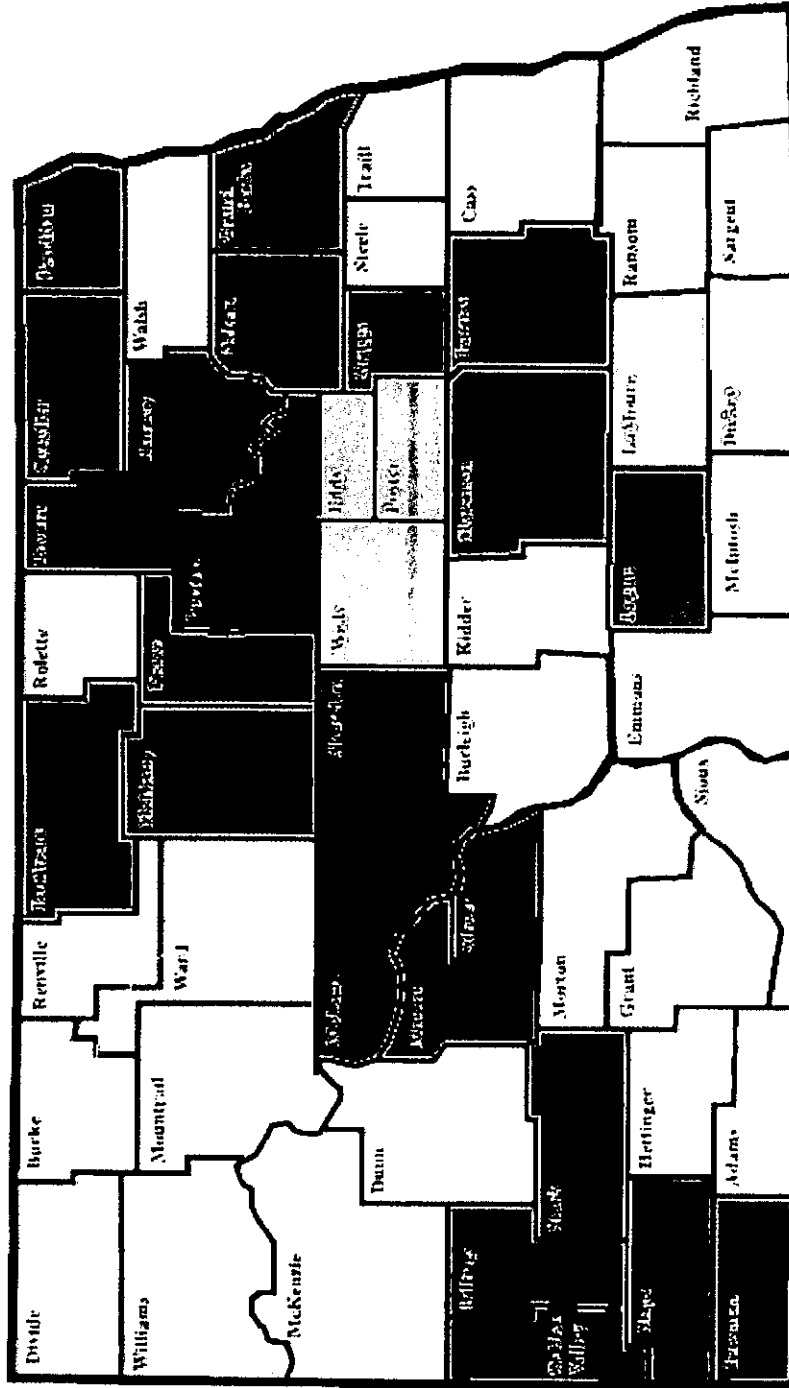 Divide
Burke
Renville
Bottineau
Rolette
Towner
Cavalier
Pembina
Williams
Mountrail
Ward
McHenry
Pierce
Ramsey
Walsh
McKenzie
Nelson
Grand
Forks
Dunn
McLean
Mercer
Oliver
Sheridan
Wells
Eddy
Foster
Griggs
Steele
Traill
Billings
Golden
Valley
Stark
Morton
Burleigh
Kidder
Stutsman
Barnes
Cass
Slope
Hettinger
Grant
Sioux
Emmons
Logan
LaMoure
Ransom
Richland
Bowman
Adams
McIntosh
Dickey
Sargent